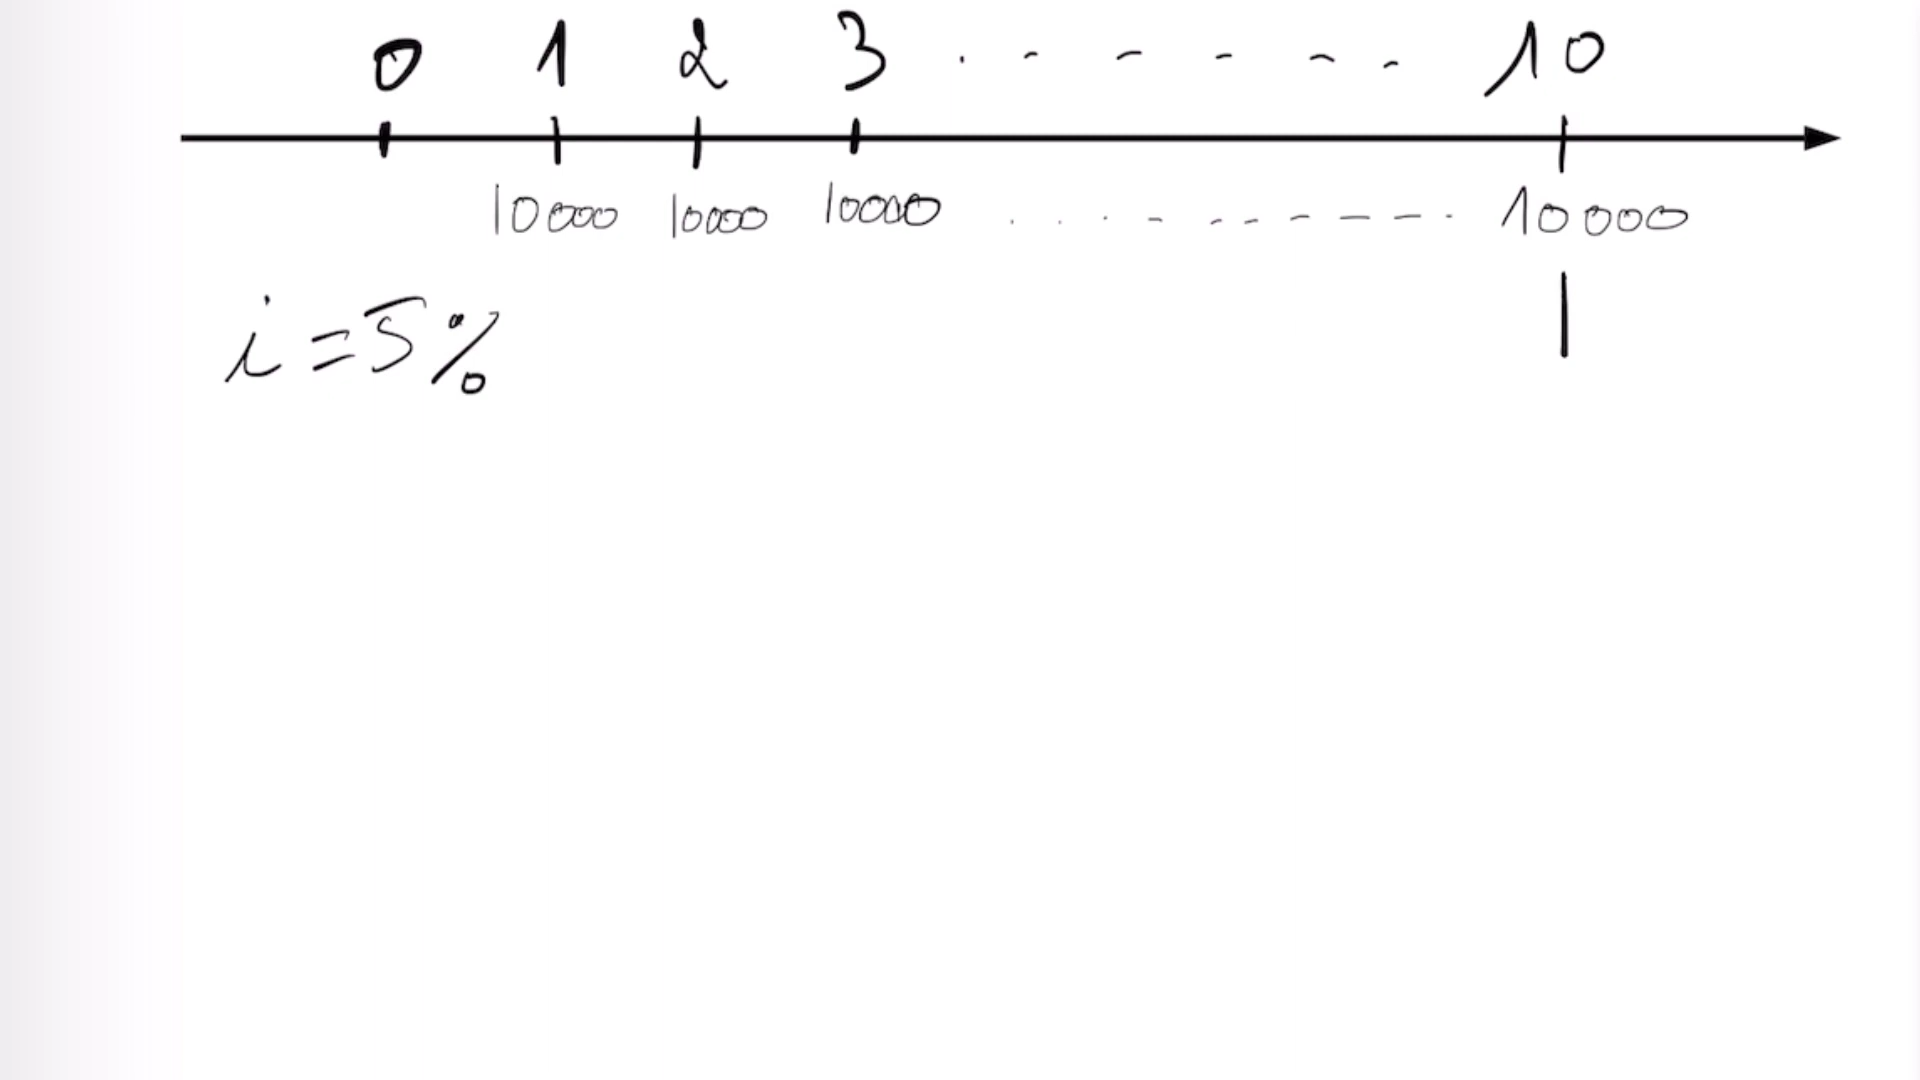 0 1 2 3 . - - - - - 10
10000 10000 10000 . . . - - - - - - - . 10000
i = 5%